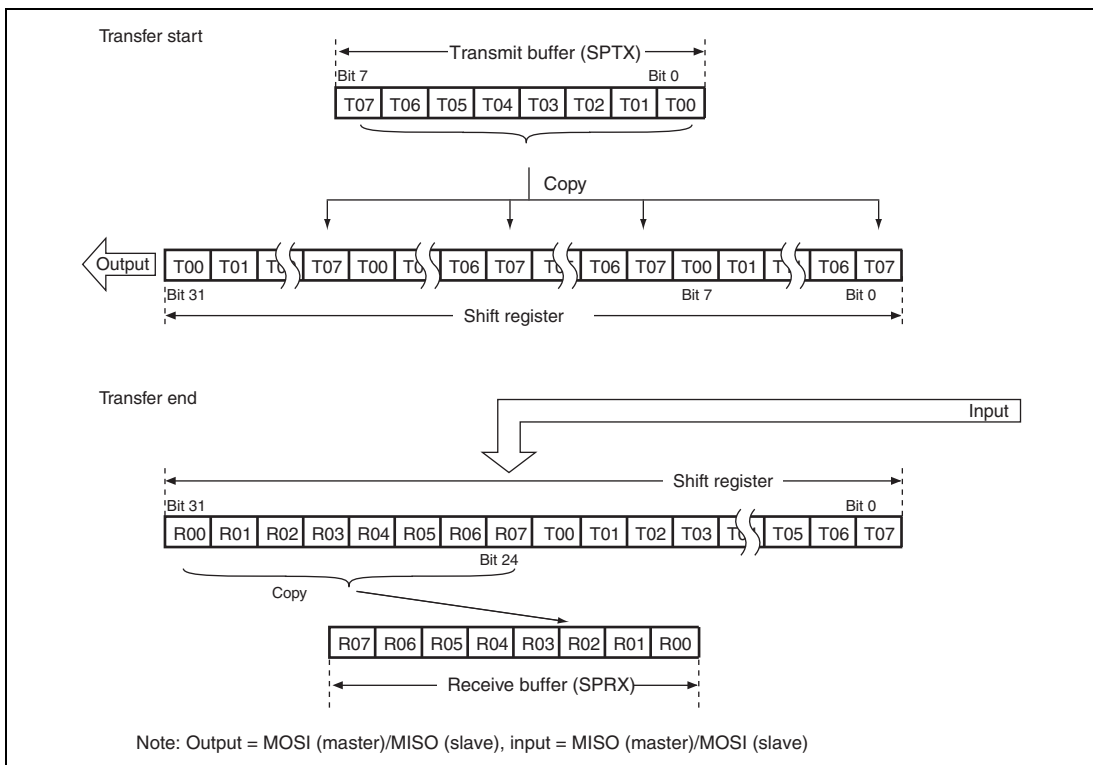 Transfer start
Transmit buffer (SPTX)
Bit 7 Bit 0
T07 T06 T05 T04 T03 T02 T01 T00
Copy
Output T00 T01 T07 T00 T06 T07 T06 T07 T00 T01 T06 T07
Bit 31 Bit 7 Bit 0
Shift register
Transfer end
Input
Shift register
Bit 31 Bit 0
R00 R01 R02 R03 R04 R05 R06 R07 T00 T01 T02 T03 T05 T06 T07
Bit 24
Copy
R07 R06 R05 R04 R03 R02 R01 R00
Receive buffer (SPRX)
Note: Output = MOSI (master)/MISO (slave), input = MISO (master)/MOSI (slave)